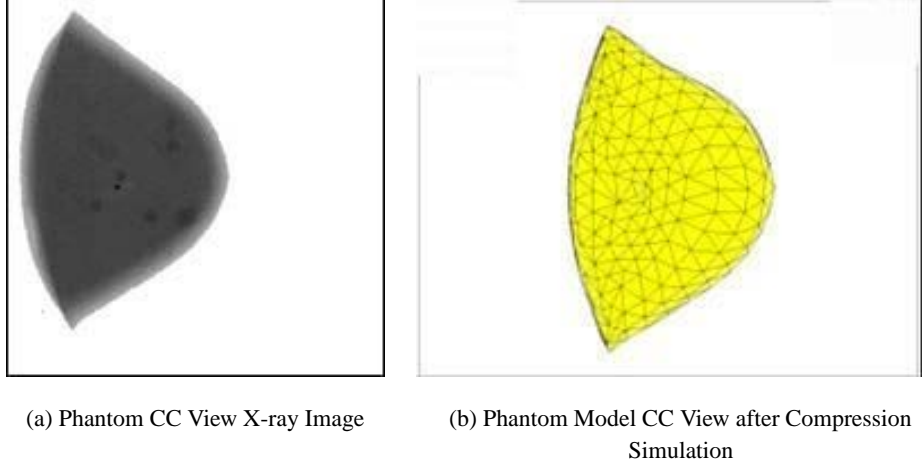 (a) Phantom CC View X-ray Image
(b) Phantom Model CC View after Compression
Simulation